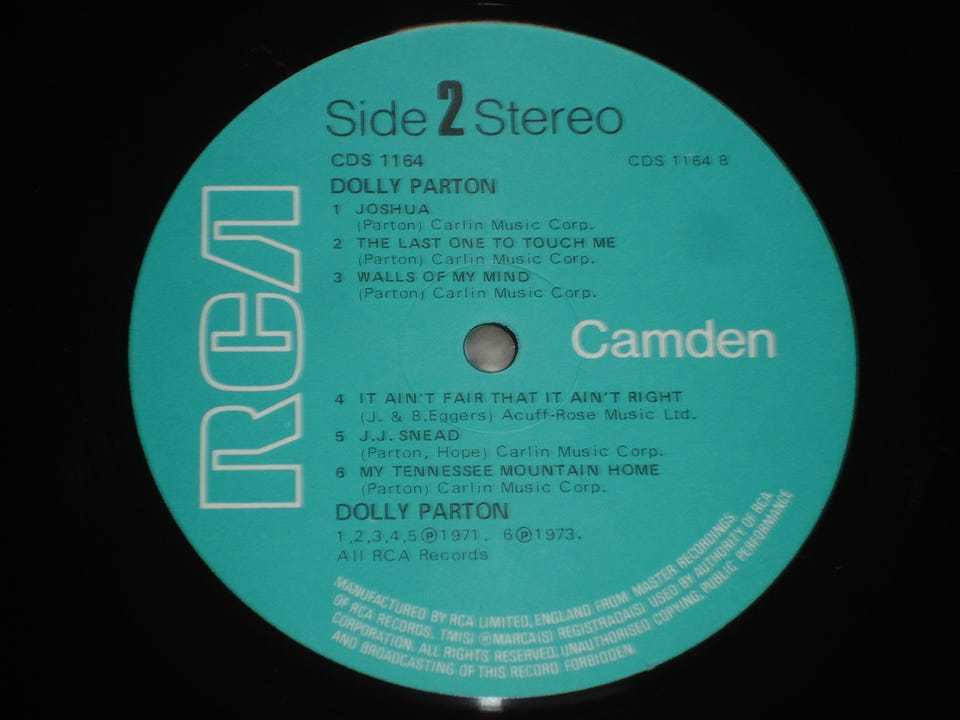 Side 2 Stereo
CDS 1164
CDS 1164 B
DOLLY PARTON
1 JOSHUA
(Parton) Carlin Music Corp.
2 THE LAST ONE TO TOUCH ME
(Parton) Carlin Music Corp.
3 WALLS OF MY MIND
(Parton) Carlin Music Corp.
RCA
Camden
4 IT AIN'T FAIR THAT IT AIN'T RIGHT
(J. & B.Eggers) Acuff-Rose Music Ltd.
5 J.J. SNEAD
(Parton, Hope) Carlin Music Corp.
6 MY TENNESSEE MOUNTAIN HOME
(Parton) Carlin Music Corp.
DOLLY PARTON
1,2,3,4,5℗1971. 6℗1973.
All RCA Records
MANUFACTURED BY RCA LIMITED, ENGLAND FROM MASTER RECORDINGS
OF RCA RECORDS. TM(S) ®MARCA(S) REGISTRADA(S) USED BY AUTHORITY OF RCA
CORPORATION. ALL RIGHTS RESERVED. UNAUTHORISED COPYING, PUBLIC PERFORMANCE
AND BROADCASTING OF THIS RECORD FORBIDDEN.